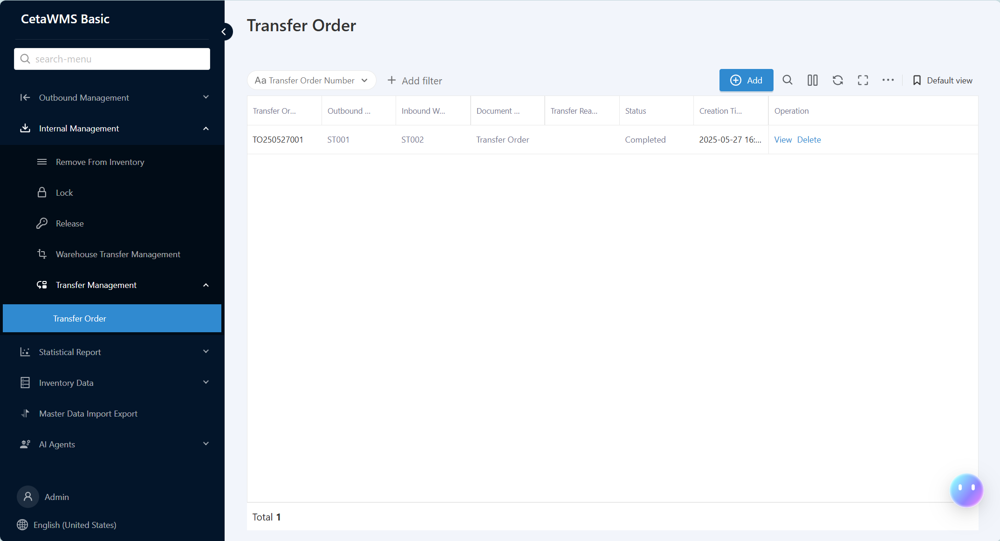 CetaWMS Basic
search-menu
Outbound Management
Internal Management
Remove From Inventory
Lock
Release
Warehouse Transfer Management
Transfer Management
Transfer Order
Statistical Report
Inventory Data
Master Data Import Export
AI Agents
Admin
English (United States)
Transfer Order
Aa Transfer Order Number
Add filter
Add
Default view
Transfer Or... Outbound ... Inbound W... Document ... Transfer Rea... Status Creation Ti... Operation
TO250527001 ST001 ST002 Transfer Order Completed 2025-05-27 16:... View Delete
Total 1